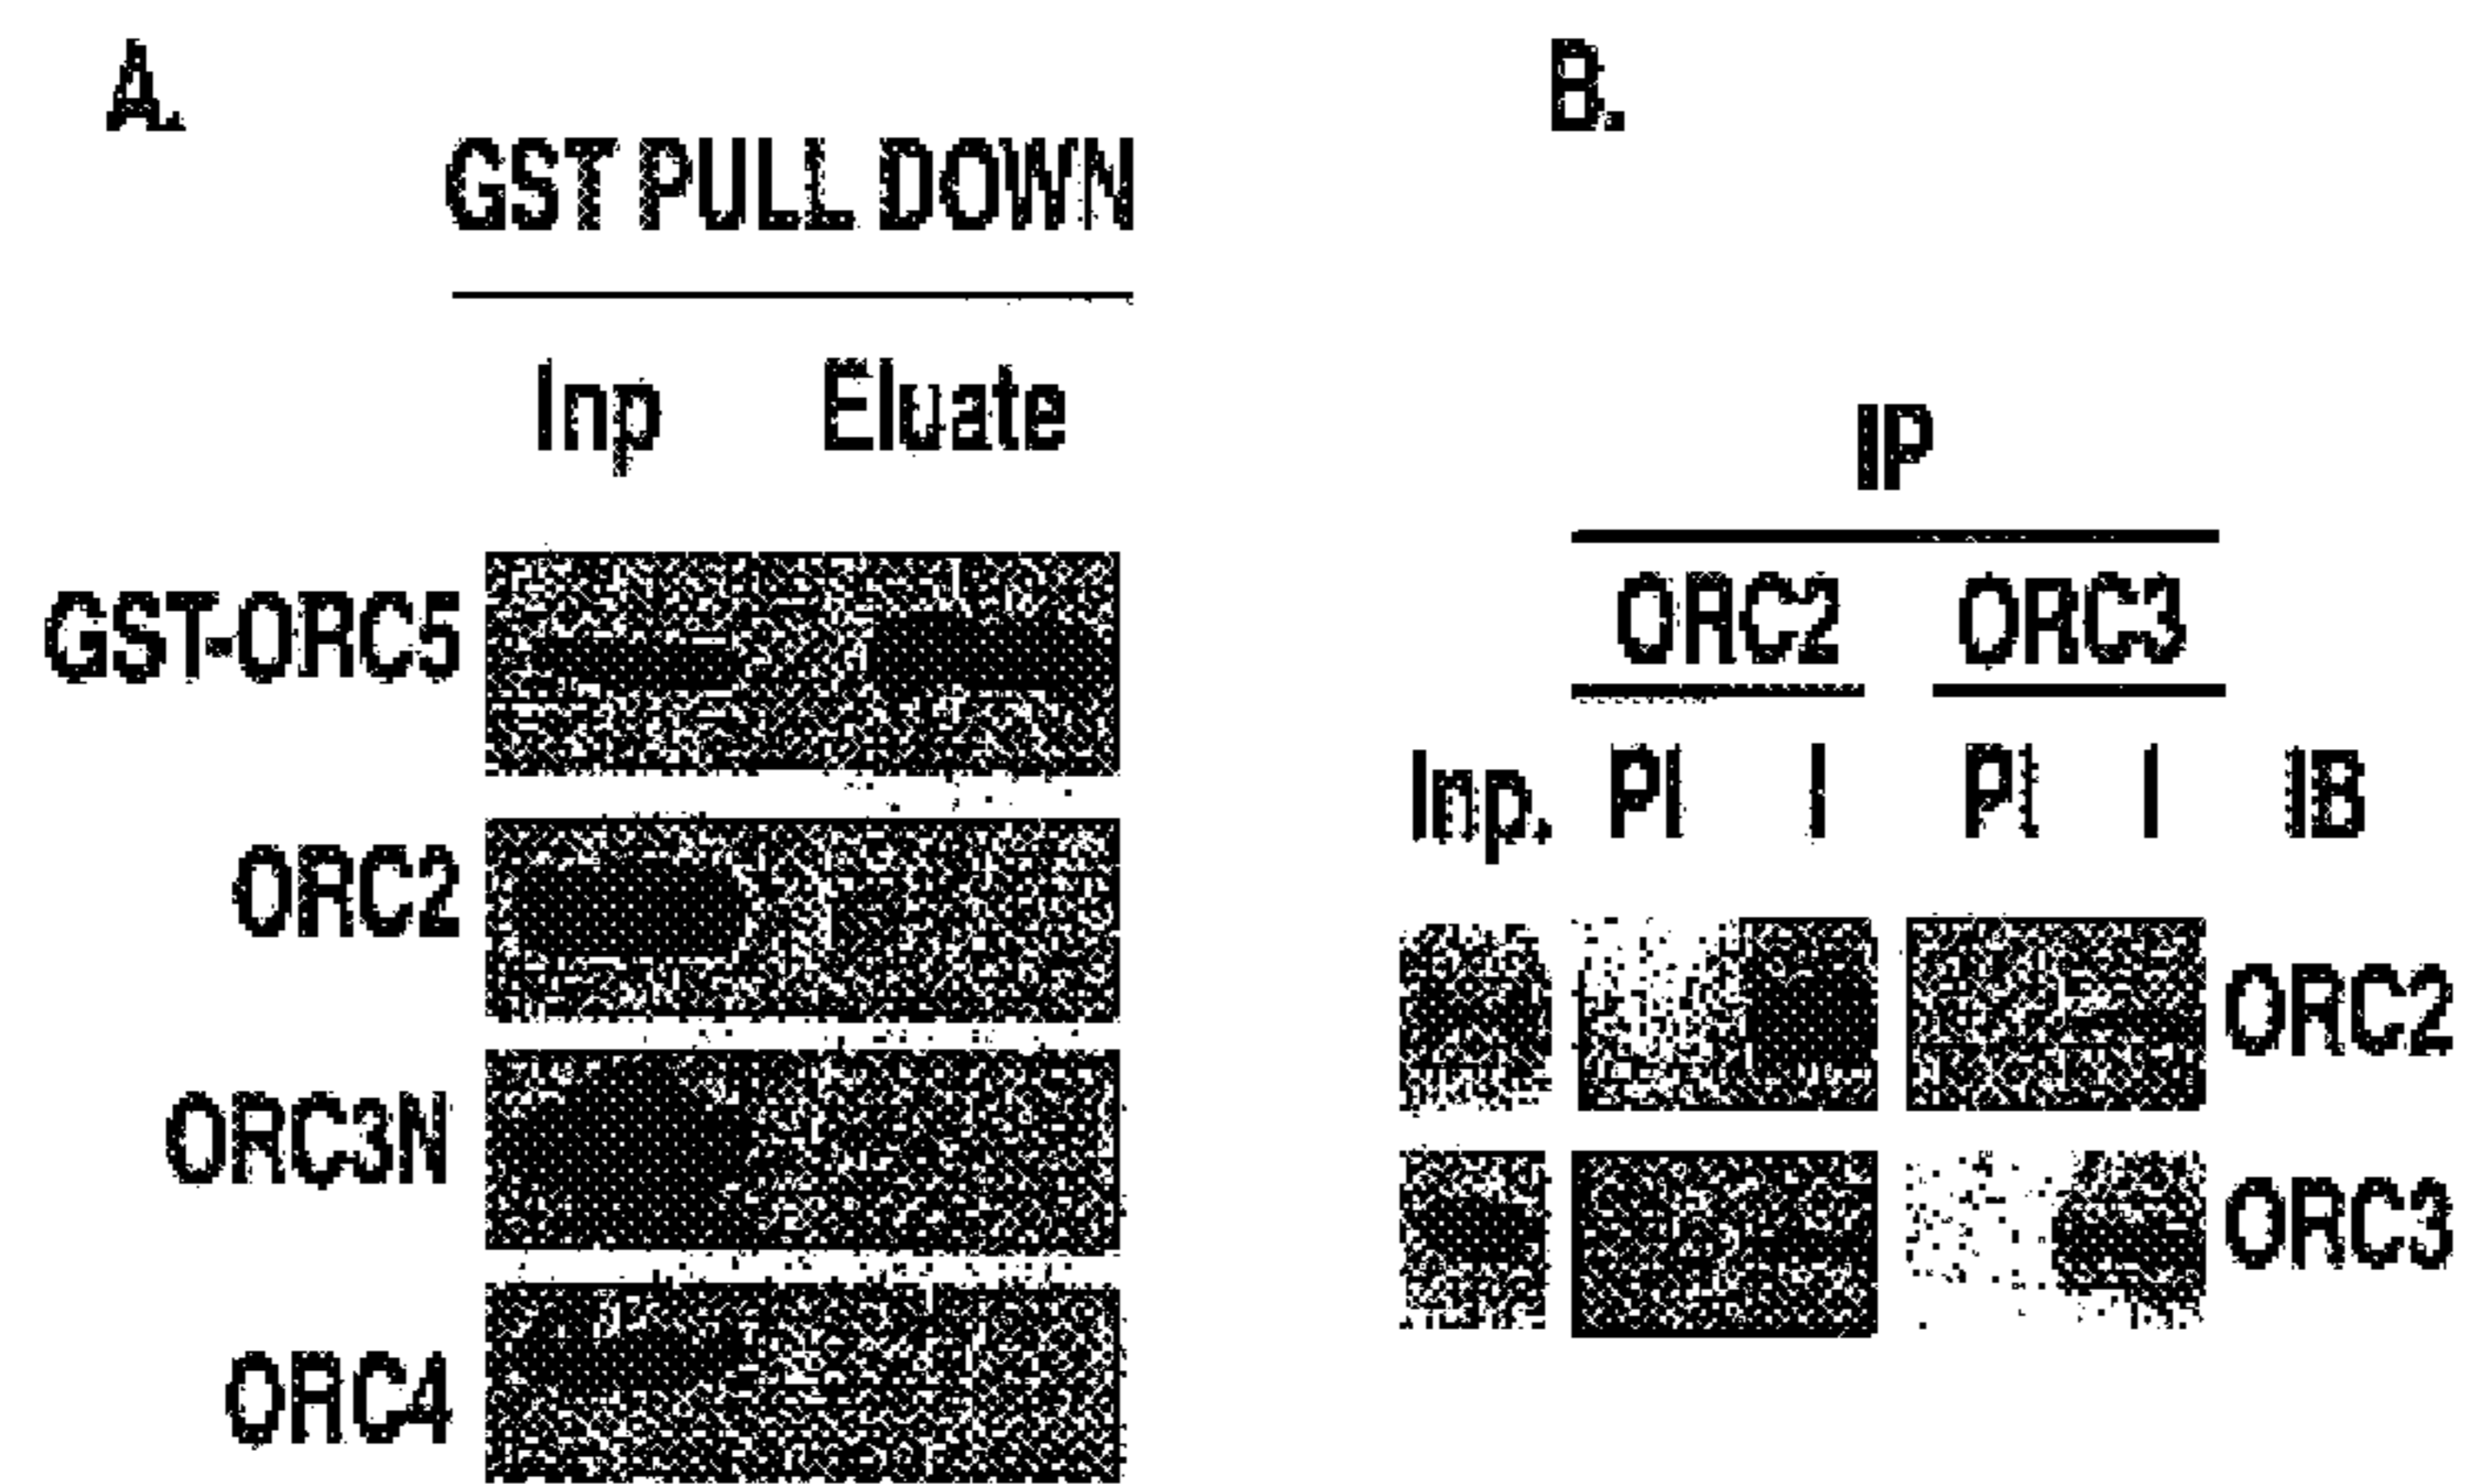 A.
GST PULL DOWN
Inp Eluate
GST-ORC5
ORC2
ORC3N
ORC4
B.
IP
ORC2 ORC3
Inp. PI I PI I IB
ORC2
ORC3